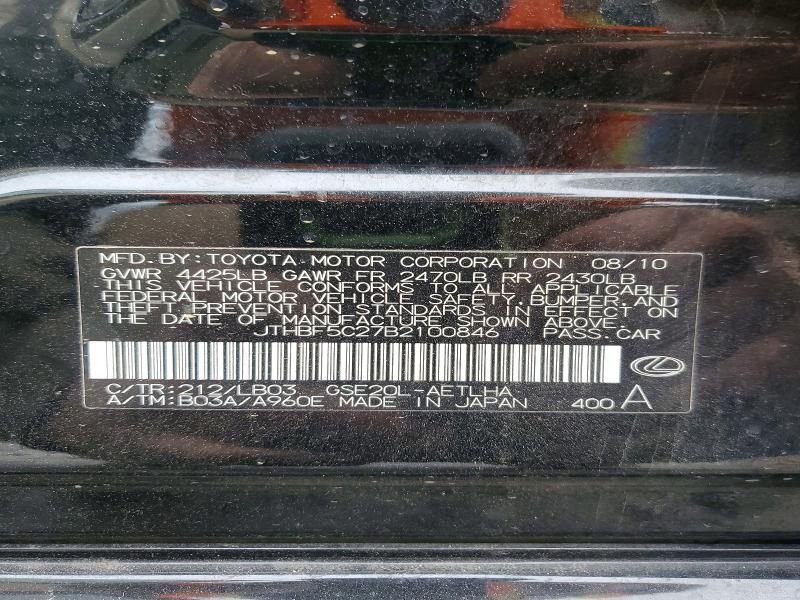 MFD. BY: TOYOTA MOTOR CORPORATION 08/10
GVWR 4425LB GAWR FR 2470LB RR 2430LB
THIS VEHICLE CONFORMS TO ALL APPLICABLE
FEDERAL MOTOR VEHICLE SAFETY, BUMPER, AND
THEFT PREVENTION STANDARDS IN EFFECT ON
THE DATE OF MANUFACTURE SHOWN ABOVE.
JTHBF5C27B2100846 PASS. CAR
C/TR: 212/LB03 GSE20L-AETLHA
A/TM: B03A/A960E MADE IN JAPAN 400 A